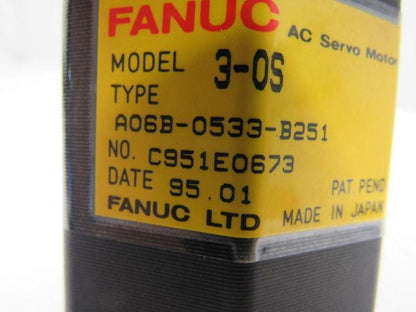 FANUC AC Servo Motor
MODEL 3-0S
TYPE
A06B-0533-B251
NO. C951E0673
DATE 95.01
PAT. PEND
FANUC LTD MADE IN JAPAN